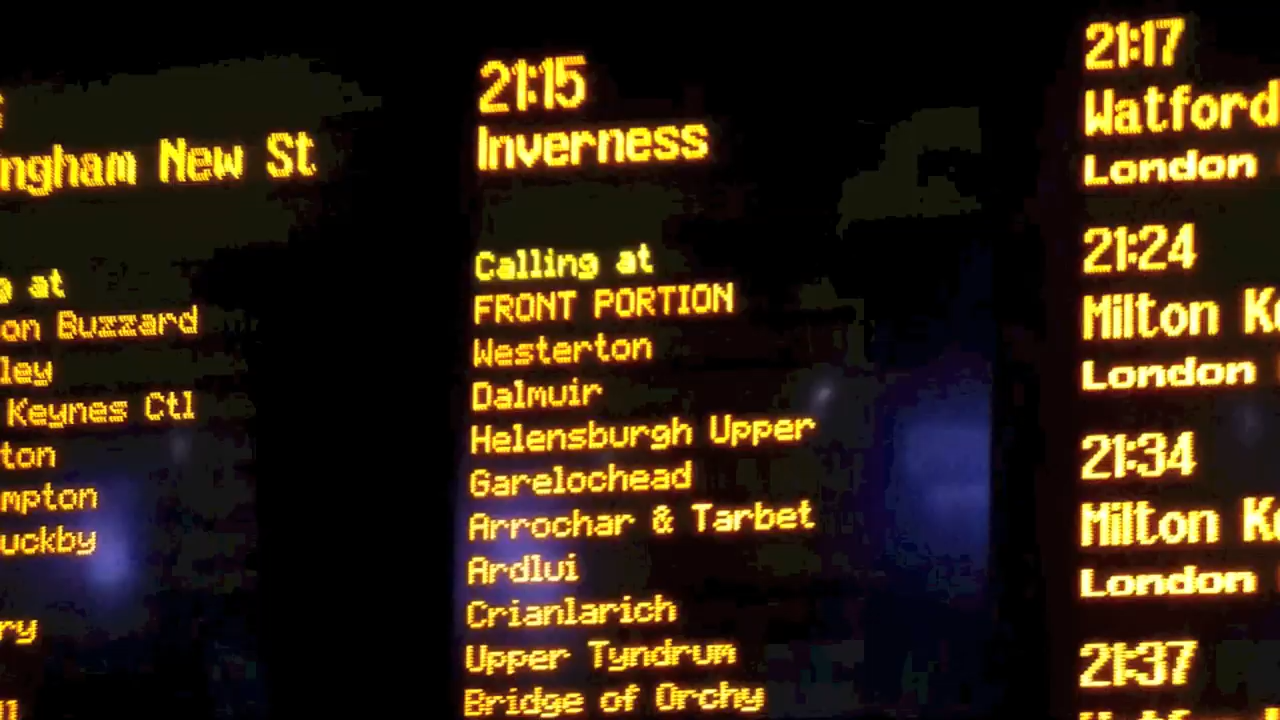 ngham New St
at
on Buzzard
ley
Keynes Ctl
ton
mpton
uckby
ry
21:15
Inverness
Calling at
FRONT PORTION
Westerton
Dalmuir
Helensburgh Upper
Garelochead
Arrochar & Tarbet
Ardlui
Crianlarich
Upper Tyndrum
Bridge of Orchy
21:17
Watford
London
21:24
Milton K
London
21:34
Milton K
London
21:37